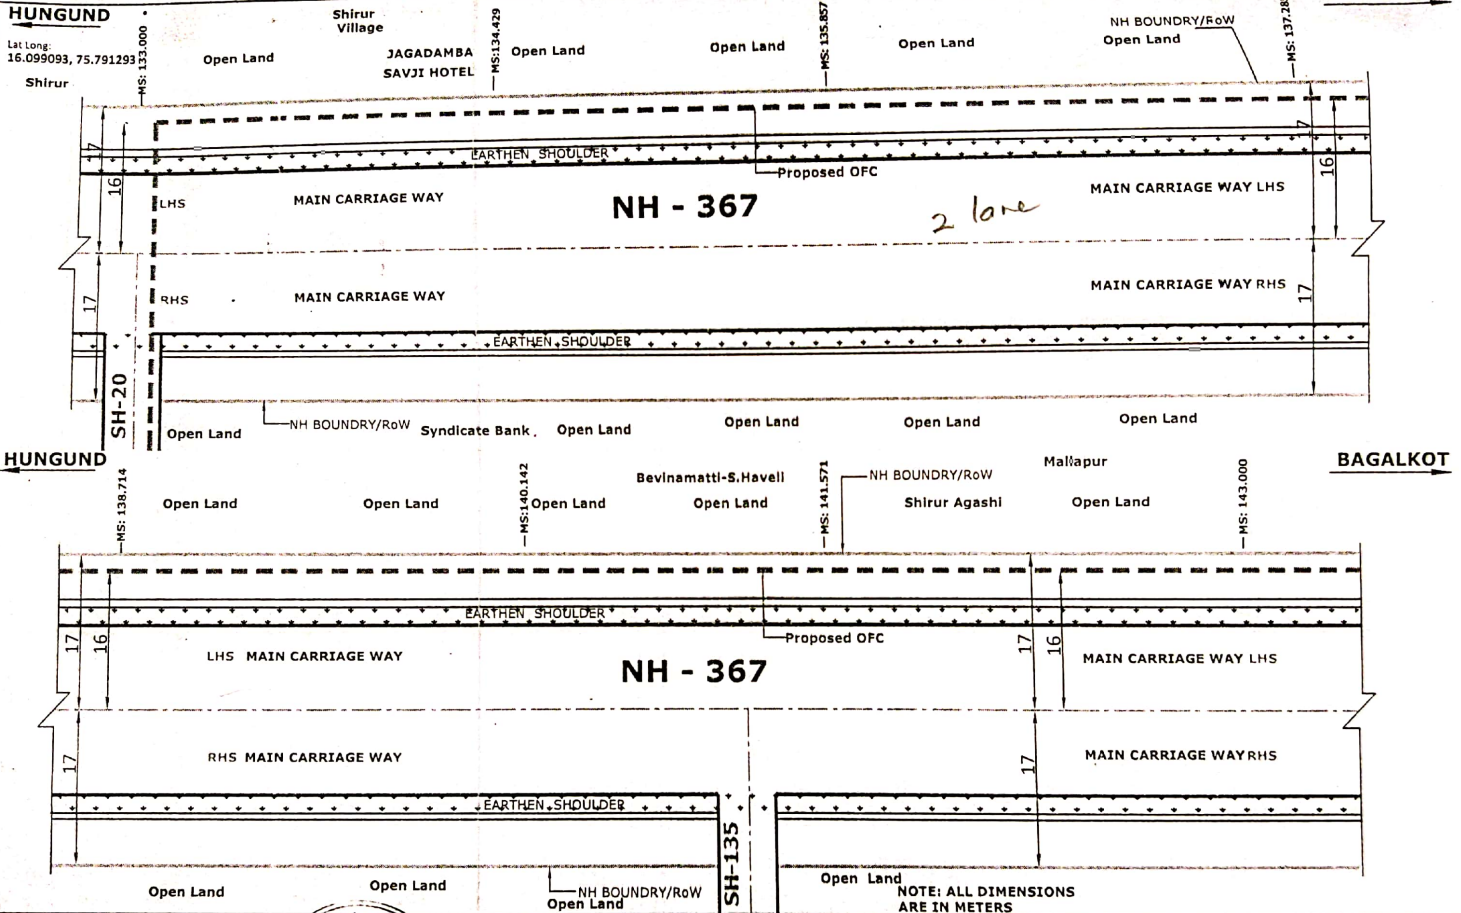 HUNGUND
Lat Long:
16.099093, 75.791293
Shirur
MS: 133.000
Shirur
Village
Open Land
JAGADAMBA
SAVJI HOTEL
MS:134.429
Open Land
Open Land
MS:135.857
Open Land
NH BOUNDRY/RoW
Open Land
17
16
EARTHEN SHOULDER
Proposed OFC
17
16
LHS
MAIN CARRIAGE WAY
NH - 367
2 lane
MAIN CARRIAGE WAY LHS
17
RHS
MAIN CARRIAGE WAY
MAIN CARRIAGE WAY RHS
17
EARTHEN SHOULDER
SH-20
Open Land
NH BOUNDRY/RoW
Syndicate Bank
Open Land
Open Land
Open Land
Open Land
HUNGUND
BAGALKOT
MS: 138.714
Open Land
Open Land
MS:140.142
Open Land
Bevinamatti-S.Haveli
Open Land
MS: 141.571
NH BOUNDRY/RoW
Shirur Agashi
Mallapur
Open Land
MS: 143.000
EARTHEN SHOULDER
Proposed OFC
17
16
LHS MAIN CARRIAGE WAY
NH - 367
17
16
MAIN CARRIAGE WAY LHS
17
RHS MAIN CARRIAGE WAY
17
MAIN CARRIAGE WAY RHS
EARTHEN SHOULDER
SH-135
Open Land
Open Land
NH BOUNDRY/RoW
Open Land
Open Land
NOTE: ALL DIMENSIONS
ARE IN METERS